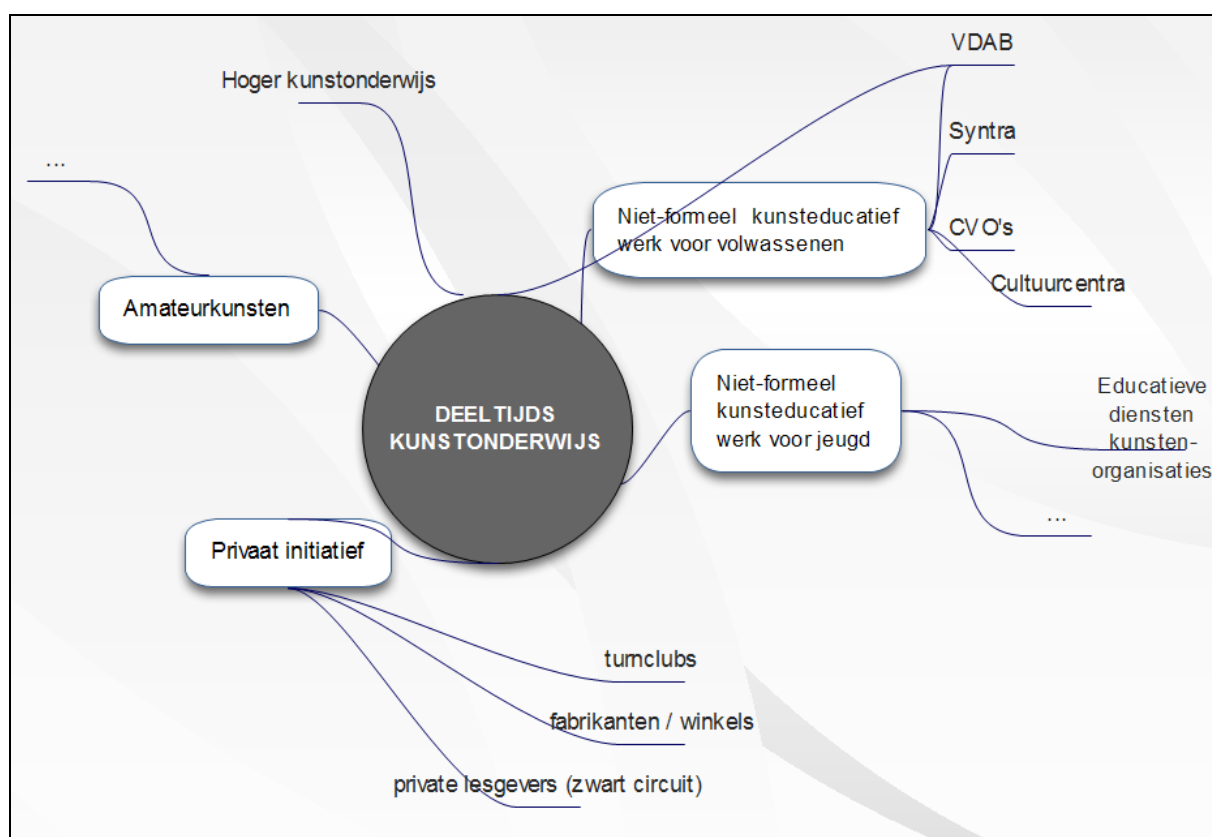 VDAB
Hoger kunstonderwijs
Syntra
...
Niet-formeel kunsteducatief
werk voor volwassenen
CVO's
Cultuurcentra
Amateurkunsten
Niet-formeel
kunsteducatief
werk voor jeugd
Educatieve
diensten
kunsten-
organisaties
DEELTIJDS
KUNSTONDERWIJS
...
Privaat initiatief
turnclubs
fabrikanten / winkels
private lesgevers (zwart circuit)